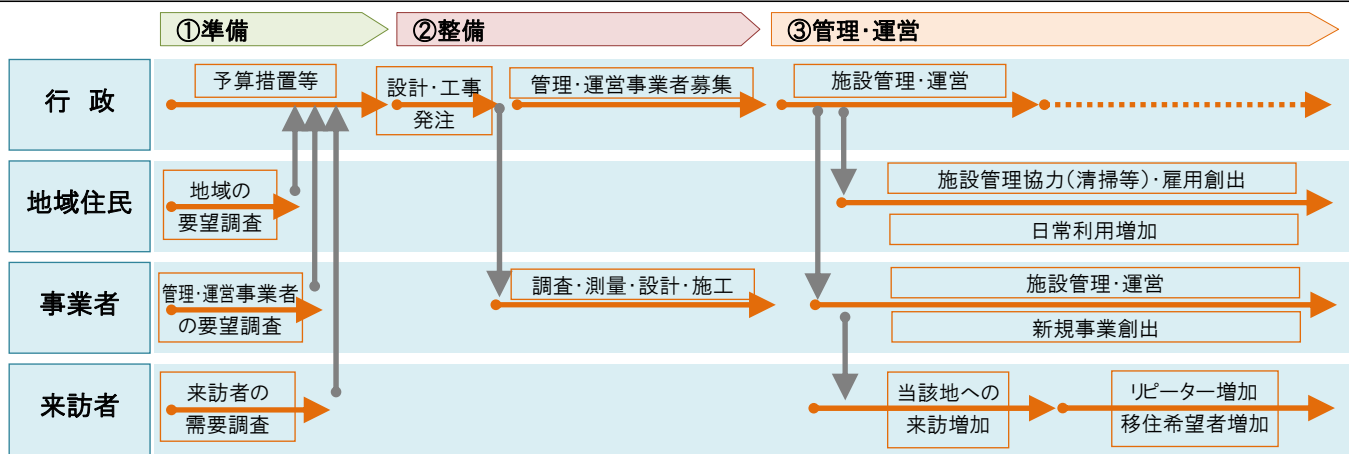 ①準備
②整備
③管理・運営
行 政
予算措置等
設計・工事
発注
管理・運営事業者募集
施設管理・運営
地域住民
地域の
要望調査
施設管理協力(清掃等)・雇用創出
日常利用増加
事業者
管理・運営事業者
の要望調査
調査・測量・設計・施工
施設管理・運営
新規事業創出
来訪者
来訪者の
需要調査
当該地への
来訪増加
リピーター増加
移住希望者増加